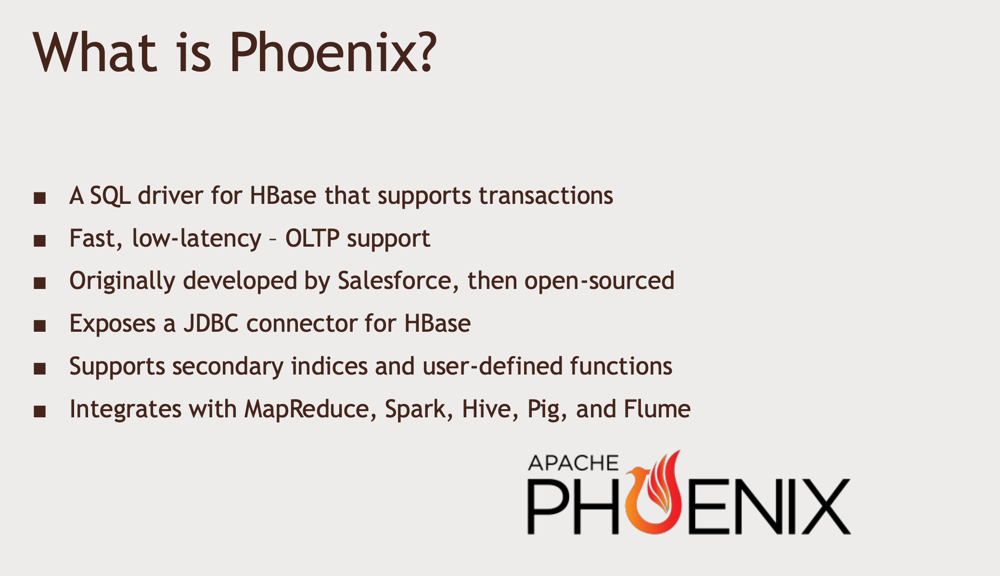 What is Phoenix?
■ A SQL driver for HBase that supports transactions
■ Fast, low-latency – OLTP support
■ Originally developed by Salesforce, then open-sourced
■ Exposes a JDBC connector for HBase
■ Supports secondary indices and user-defined functions
■ Integrates with MapReduce, Spark, Hive, Pig, and Flume
APACHE
PHOENIX